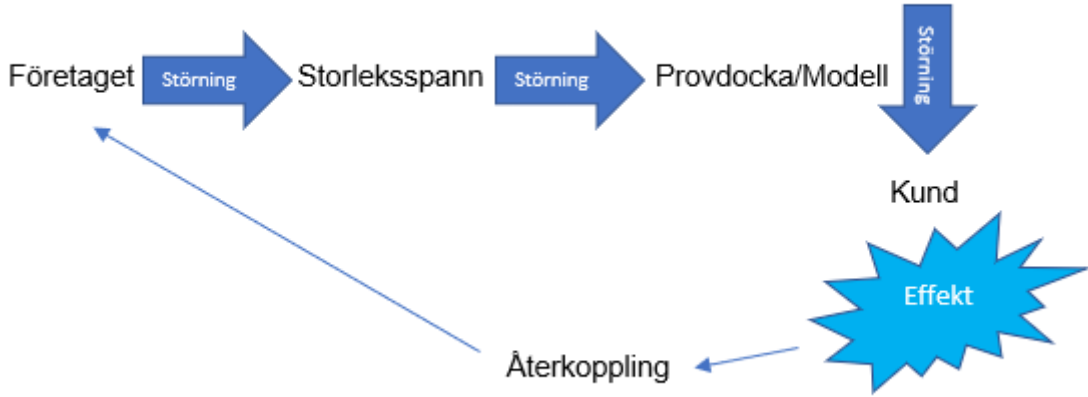 Företaget
Störning
Storleksspann
Störning
Provdocka/Modell
Störning
Kund
Effekt
Återkoppling